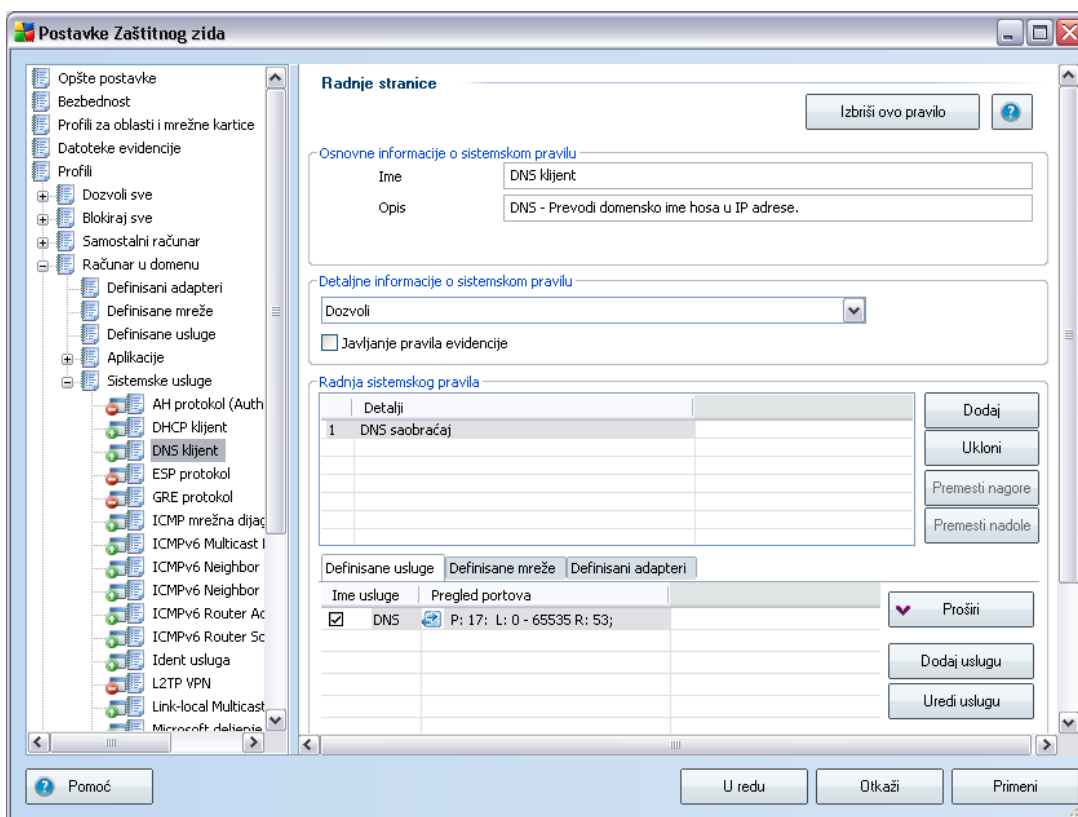 Postavke Zaštitnog zida
Opšte postavke
Bezbednost
Profili za oblasti i mrežne kartice
Datoteke evidencije
Profili
Dozvoli sve
Blokiraj sve
Samostalni računar
Računar u domenu
Definisani adapteri
Definisane mreže
Definisane usluge
Aplikacije
Sistemske usluge
AH protokol (Auth
DHCP klijent
DNS klijent
ESP protokol
GRE protokol
ICMP mrežna dijag
ICMPv6 Multicast
ICMPv6 Neighbor
ICMPv6 Neighbor
ICMPv6 Router Ac
ICMPv6 Router Sc
Ident usluga
L2TP VPN
Link-local Multicast
Microsoft deljenje
Pomoć
Radnje stranice
Izbriši ovo pravilo
Osnovne informacije o sistemskom pravilu
Ime DNS klijent
Opis DNS - Prevodi domensko ime hosa u IP adrese.
Detaljne informacije o sistemskom pravilu
Dozvoli
Javljanje pravila evidencije
Radnja sistemskog pravila
Detalji
1 DNS saobraćaj
Dodaj
Ukloni
Premesti nagore
Premesti nadole
Definisane usluge Definisane mreže Definisani adapteri
Ime usluge Pregled portova
DNS P: 17: L: 0 - 65535 R: 53;
Proširi
Dodaj uslugu
Uredi uslugu
U redu Otkaži Primeni